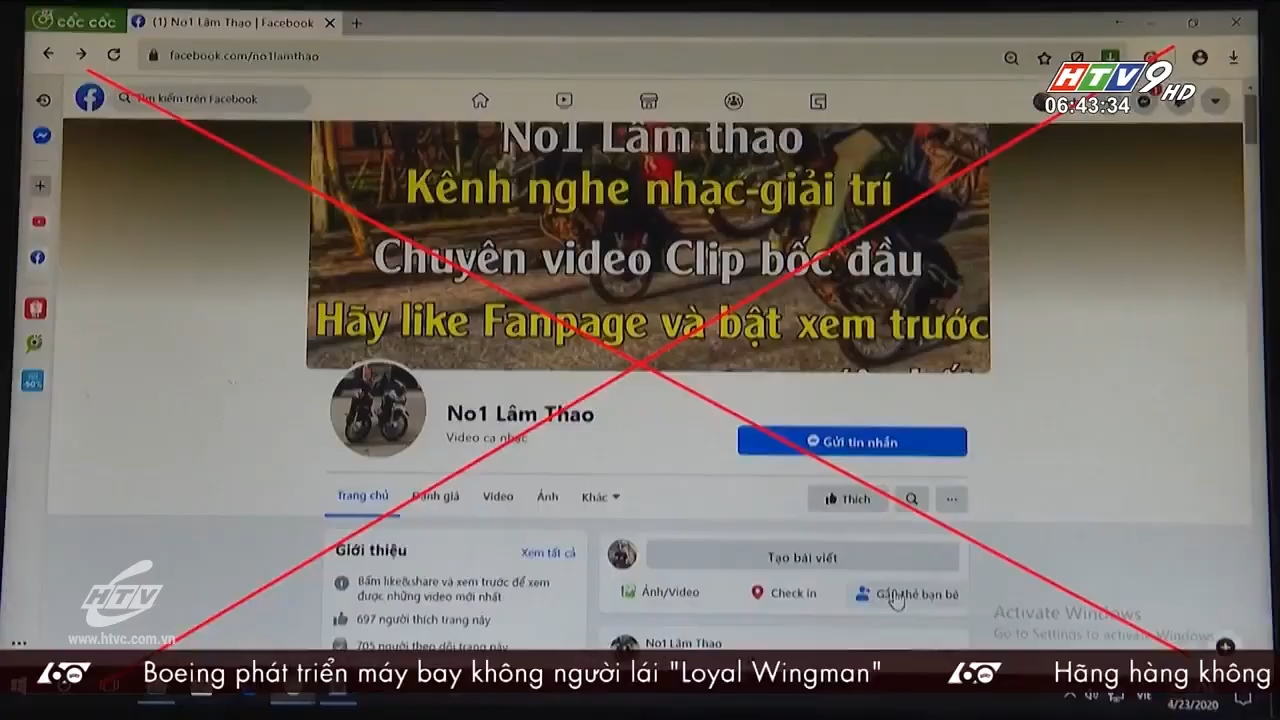 cốc cốc
(1) No1 Lâm Thao | Facebook
facebook.com/no1lamthao
HTV9 HD
06:43:34
Tìm kiếm trên Facebook
No1 Lâm thao
Kênh nghe nhạc-giải trí
Chuyên video Clip bốc đầu
Hãy like Fanpage và bật xem trước
No1 Lâm Thao
Video ca nhạc
Gửi tin nhắn
Trang chủ
Đánh giá
Video
Ảnh
Khác
Thích
Giới thiệu
Xem tất cả
Tạo bài viết
Bấm like&share và xem trước để xem
được những video mới nhất
Ảnh/Video
Check in
Gắn thẻ bạn bè
697 người thích trang này
705 người theo dõi trang này
No1 Lâm Thao
Activate Windows
Go to Settings to activate Windows.
HTV
www.htvc.com.vn
60 giây
Boeing phát triển máy bay không người lái "Loyal Wingman"
60 giây
Hãng hàng không
VIE
4/23/2020